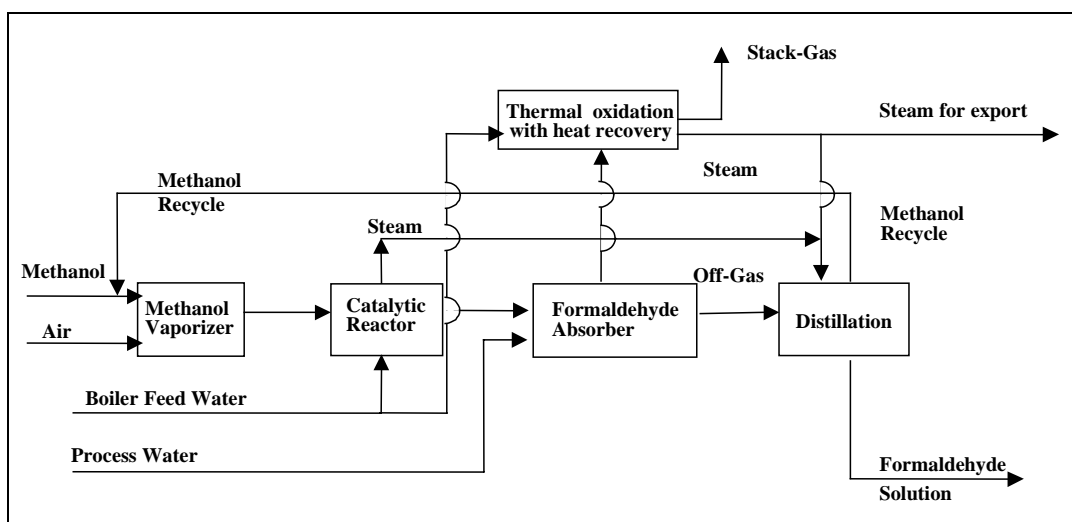 Stack-Gas
Thermal oxidation
with heat recovery
Steam for export
Methanol
Recycle
Steam
Methanol
Recycle
Steam
Methanol
Off-Gas
Methanol
Vaporizer
Catalytic
Reactor
Formaldehyde
Absorber
Distillation
Air
Boiler Feed Water
Process Water
Formaldehyde
Solution